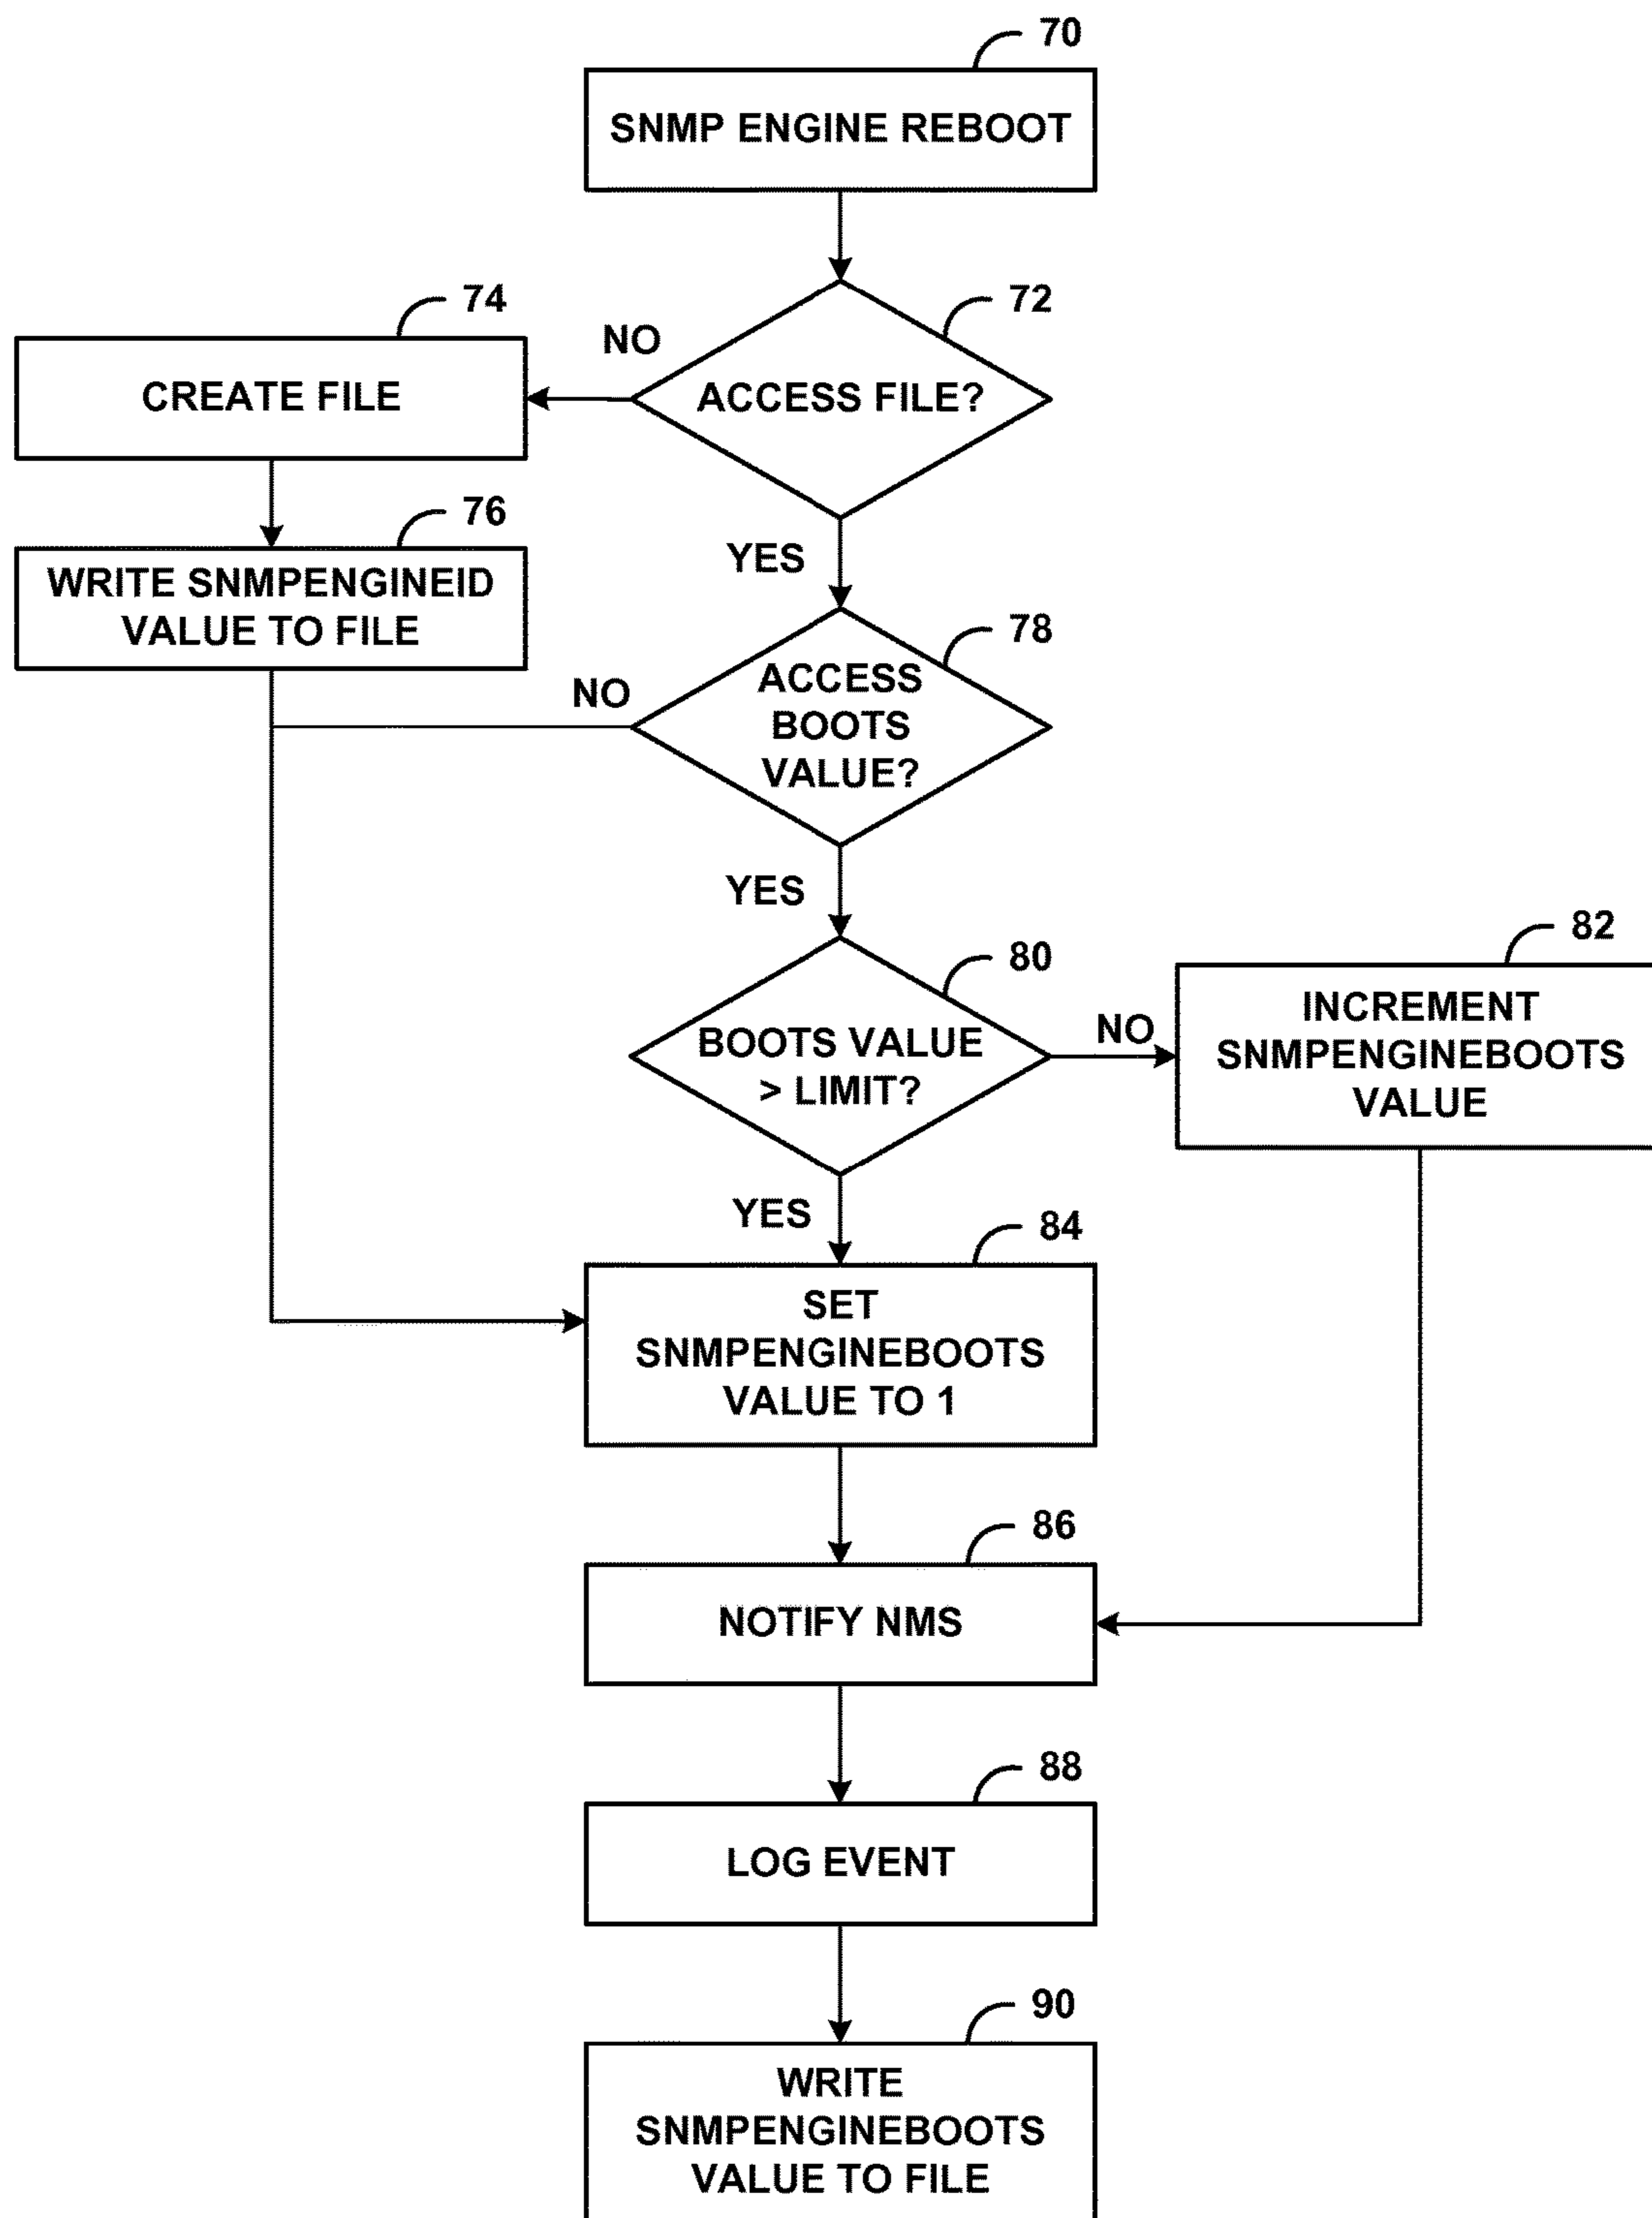 70
SNMP ENGINE REBOOT
72
ACCESS FILE?
NO
74
CREATE FILE
76
WRITE SNMPENGINEID
VALUE TO FILE
YES
78
ACCESS
BOOTS
VALUE?
NO
YES
80
BOOTS VALUE
> LIMIT?
NO
82
INCREMENT
SNMPENGINEBOOTS
VALUE
YES
84
SET
SNMPENGINEBOOTS
VALUE TO 1
86
NOTIFY NMS
88
LOG EVENT
90
WRITE
SNMPENGINEBOOTS
VALUE TO FILE